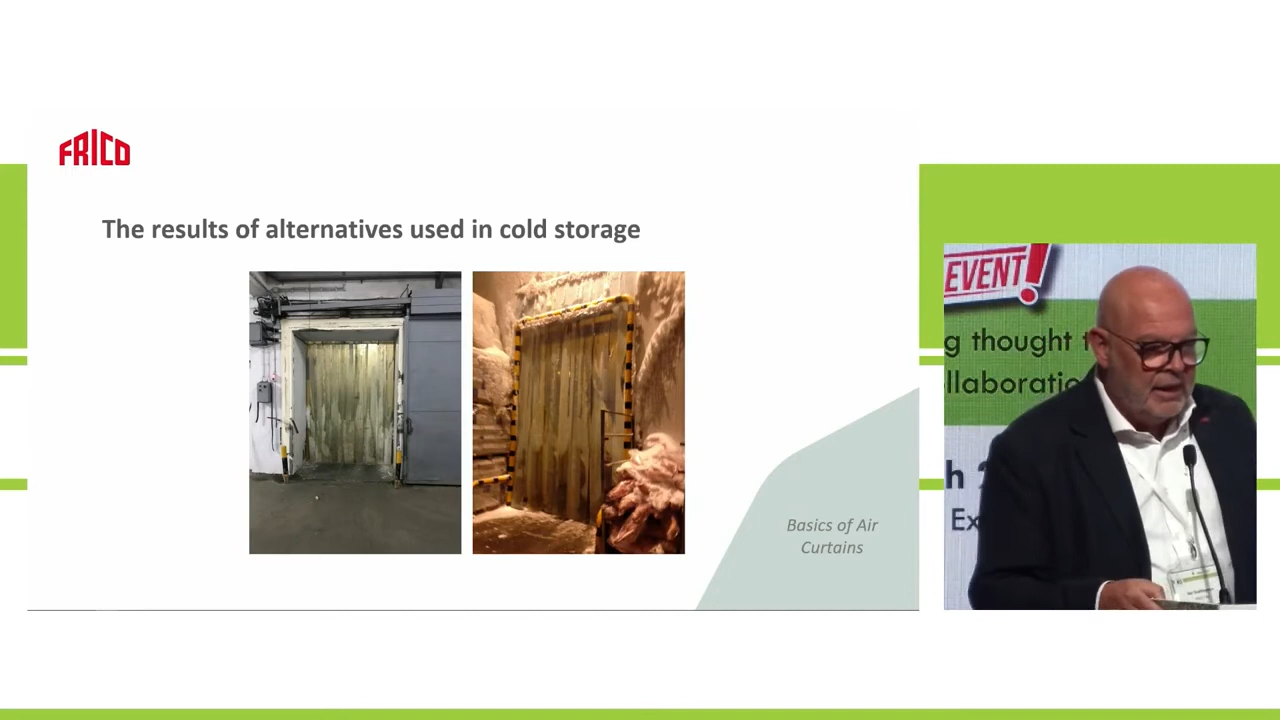 FRICO
The results of alternatives used in cold storage
Basics of Air
Curtains
EVENT!
g thought
llaboratio
h
Ex